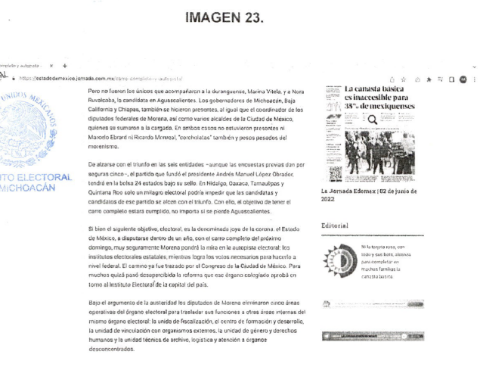 IMAGEN 23.
https://estadodemexico.jornada.com.mx
UNIDOS MEXICANOS
INSTITUTO ELECTORAL
MICHOACÁN
Pero no fueron los únicos que acompañaron a la duranguense, Marina Vitela, y a Nora
Ruvalcaba, la candidata en Aguascalientes. Los gobernadores de Michoacán, Baja
California y Chiapas, también se hicieron presentes, al igual que el coordinador de los
diputados federales de Morena, así como varios alcaldes de la Ciudad de México,
quienes se sumaron a la cargada. En ambos casos no estuvieron presentes ni
Marcelo Ebrard ni Ricardo Monreal, "corcholatas" también y pesos pesados del
morenismo.
De alzarse con el triunfo en las seis entidades –aunque las encuestas previas dan por
seguras cinco–, el partido que fundó el presidente Andrés Manuel López Obrador,
tendría en la bolsa 24 estados bajo su sello. En Hidalgo, Oaxaca, Tamaulipas y
Quintana Roo solo un milagro electoral podría impedir que las candidatas y
candidatos de ese partido se alcen con el triunfo. Con ello, el objetivo de tener el
carro completo estará cumplido, no importa si se pierde Aguascalientes.
Si bien el siguiente objetivo, electoral, es la denominada joya de la corona, el Estado
de México, a disputarse dentro de un año, con el carro completo del próximo
domingo, muy seguramente Morena pondrá la mira en la autopista electoral: los
institutos electorales estatales, mientras logra los votos necesarios para hacerlo a
nivel federal. El camino ya fue trazado por el Congreso de la Ciudad de México. Para
muchos quizá pasó desapercibida la reforma que ese órgano colegiado aprobó en
torno al Instituto Electoral de la capital del país.
Bajo el argumento de la austeridad los diputados de Morena eliminaron cinco áreas
operativas del órgano electoral para trasladar sus funciones a otras áreas internas del
mismo órgano electoral: la unidad de fiscalización, el centro de formación y desarrollo,
la unidad de vinculación con organismos externos, la unidad de género y derechos
humanos y la unidad técnica de archivo, logística y atención a órganos
desconcentrados.
La canasta básica
es inaccesible para
38% de mexiquenses
La Jornada Edomex | 02 de junio de
2022
Editorial